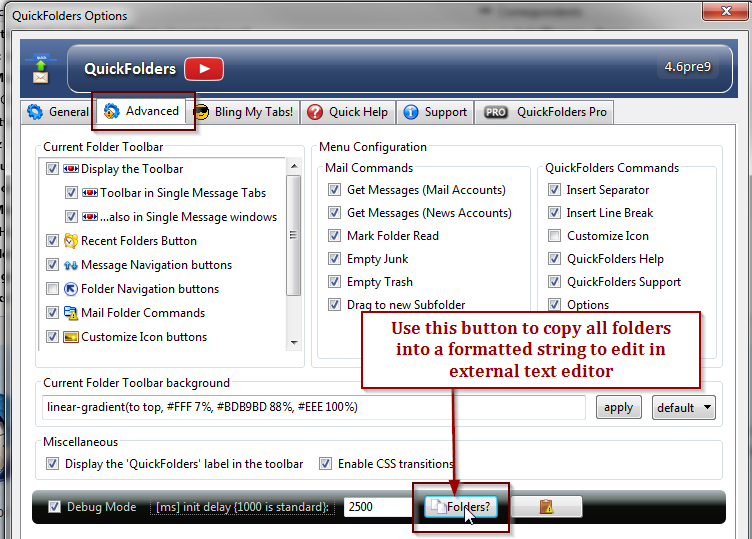 Correspondents
QuickFolders Options
QuickFolders
4.6pre9
General
Advanced
Bling My Tabs!
Quick Help
Support
PRO QuickFolders Pro
Current Folder Toolbar
Display the Toolbar
Toolbar in Single Message Tabs
...also in Single Message windows
Recent Folders Button
Message Navigation buttons
Folder Navigation buttons
Mail Folder Commands
Customize Icon buttons
Menu Configuration
Mail Commands
Get Messages (Mail Accounts)
Get Messages (News Accounts)
Mark Folder Read
Empty Junk
Empty Trash
Drag to new Subfolder
QuickFolders Commands
Insert Separator
Insert Line Break
Customize Icon
QuickFolders Help
QuickFolders Support
Options
Use this button to copy all folders
into a formatted string to edit in
external text editor
Current Folder Toolbar background
linear-gradient(to top, #FFF 7%, #BDB9BD 88%, #EEE 100%)
apply
default
Miscellaneous
Display the 'QuickFolders' label in the toolbar
Enable CSS transitions
Debug Mode
[ms] init delay {1000 is standard}:
2500
Folders?